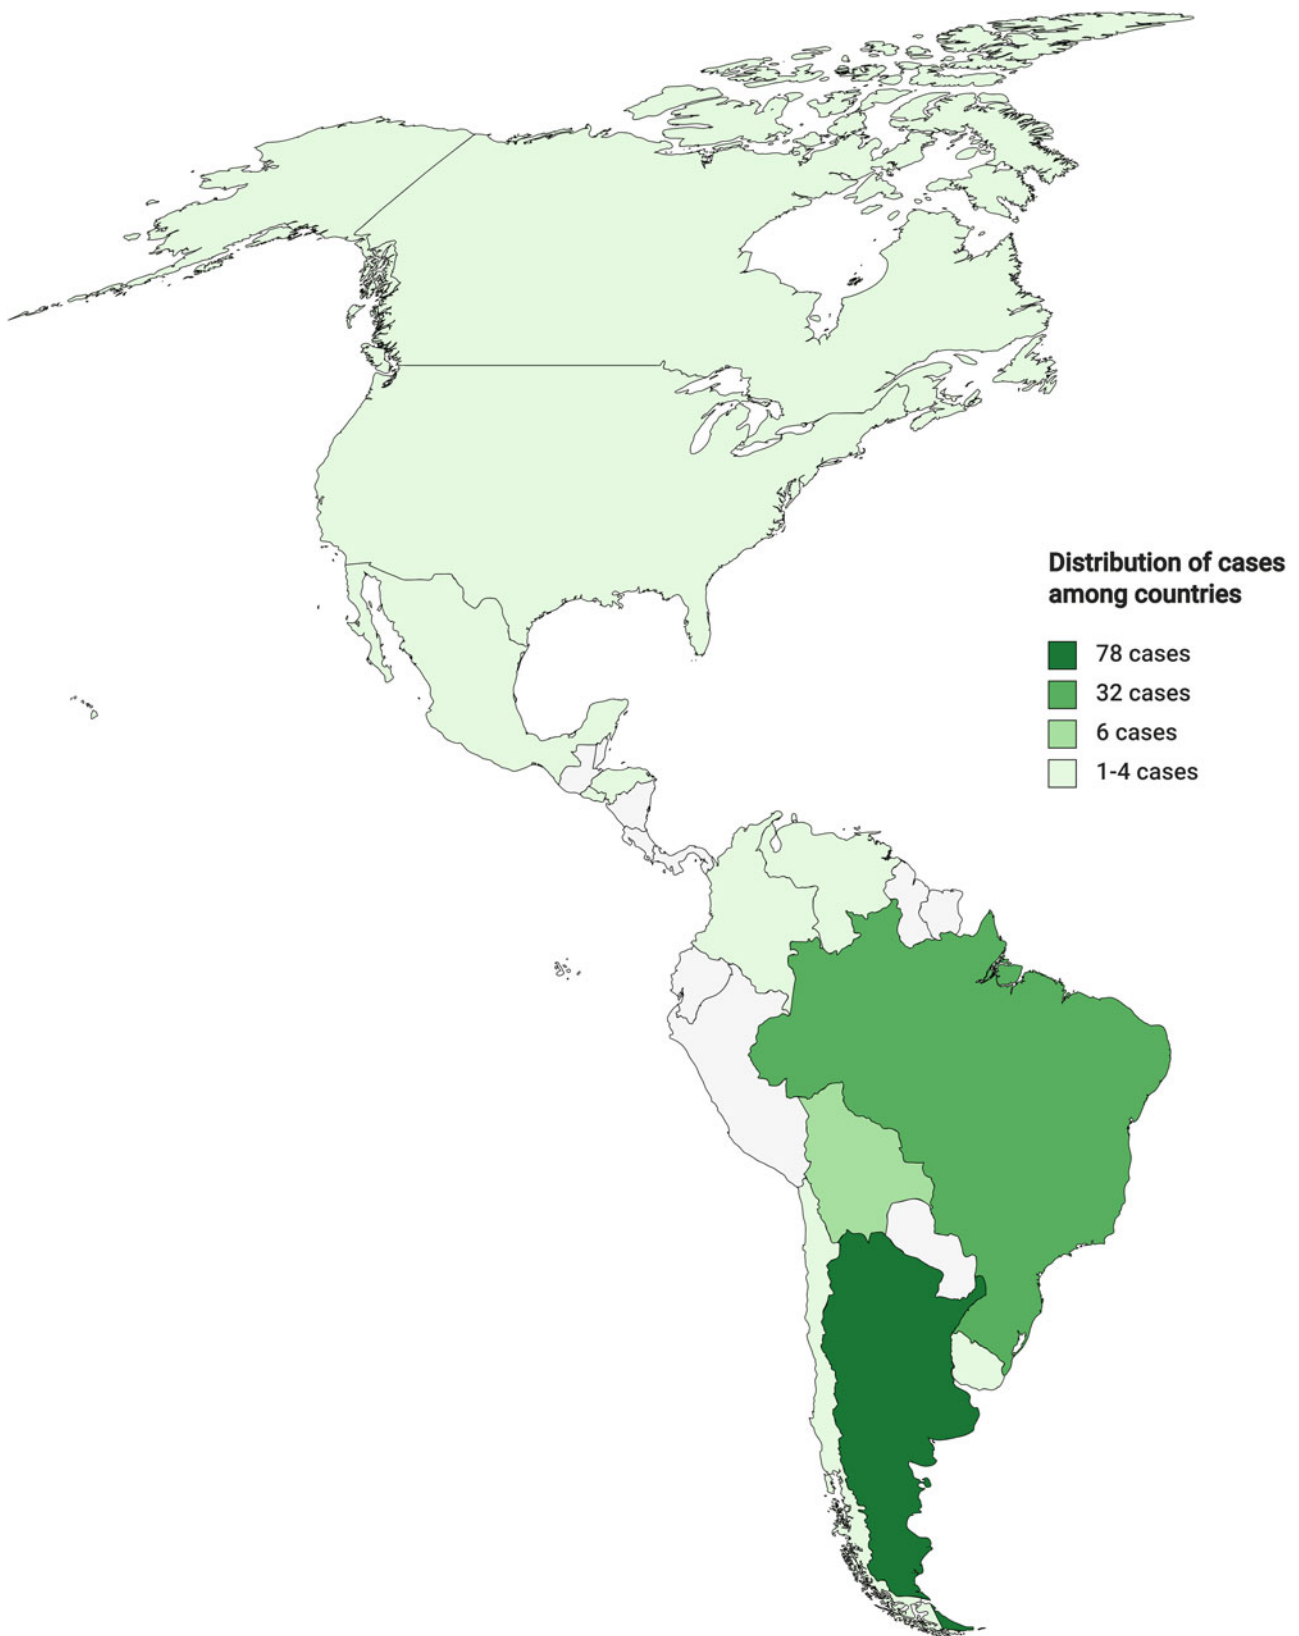 Distribution of cases
among countries
78 cases
32 cases
6 cases
1-4 cases